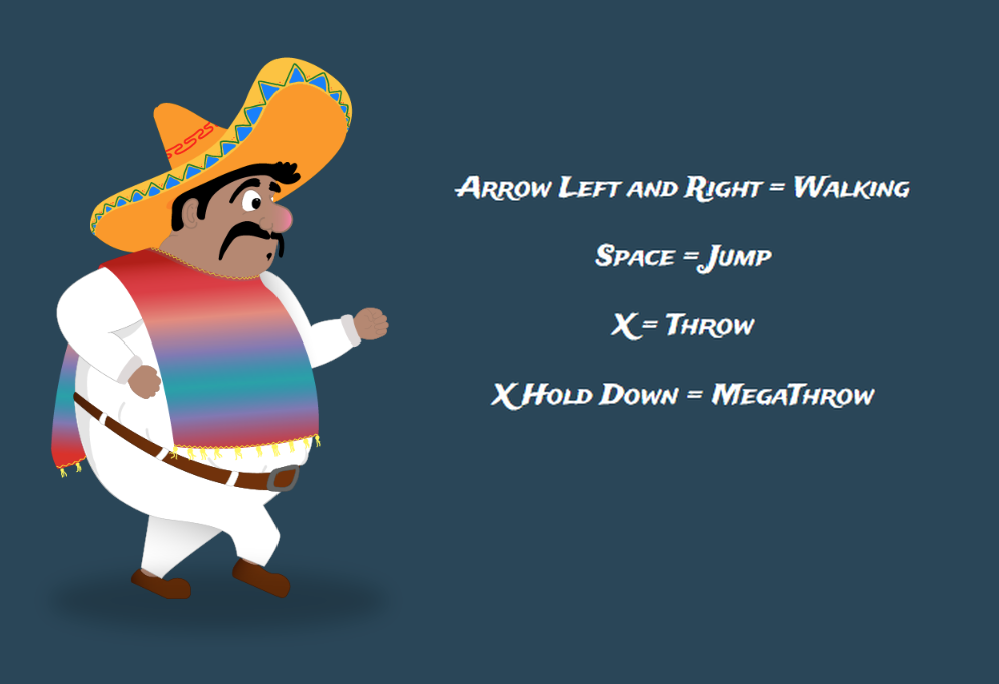 Arrow Left and Right = Walking
Space = Jump
X = Throw
X Hold Down = MegaThrow